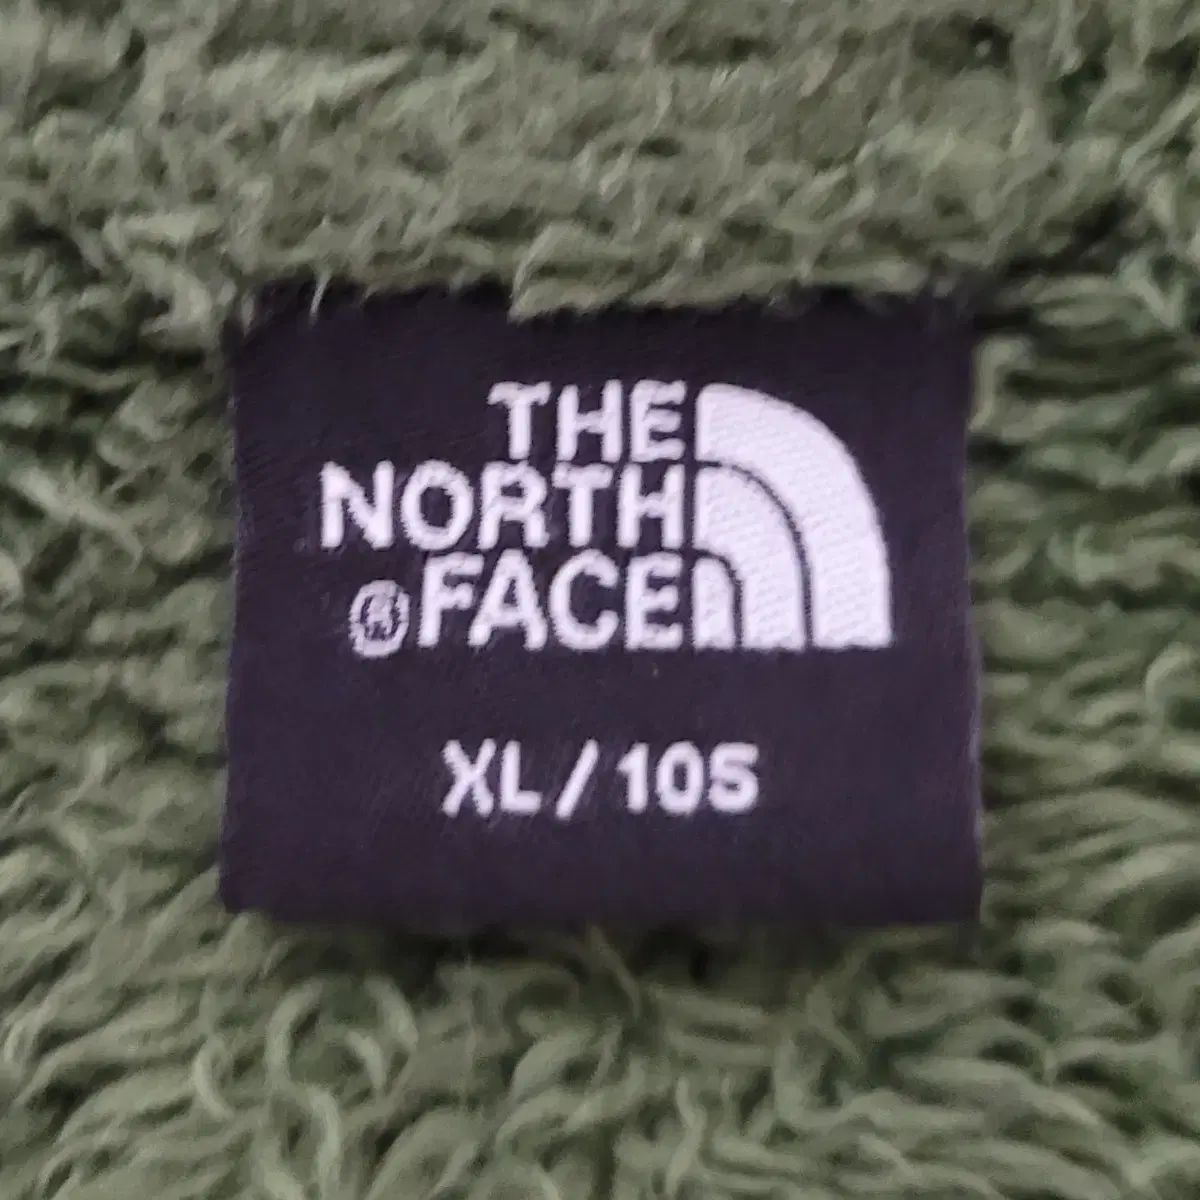 THE
NORTH
®FACE
XL / 105